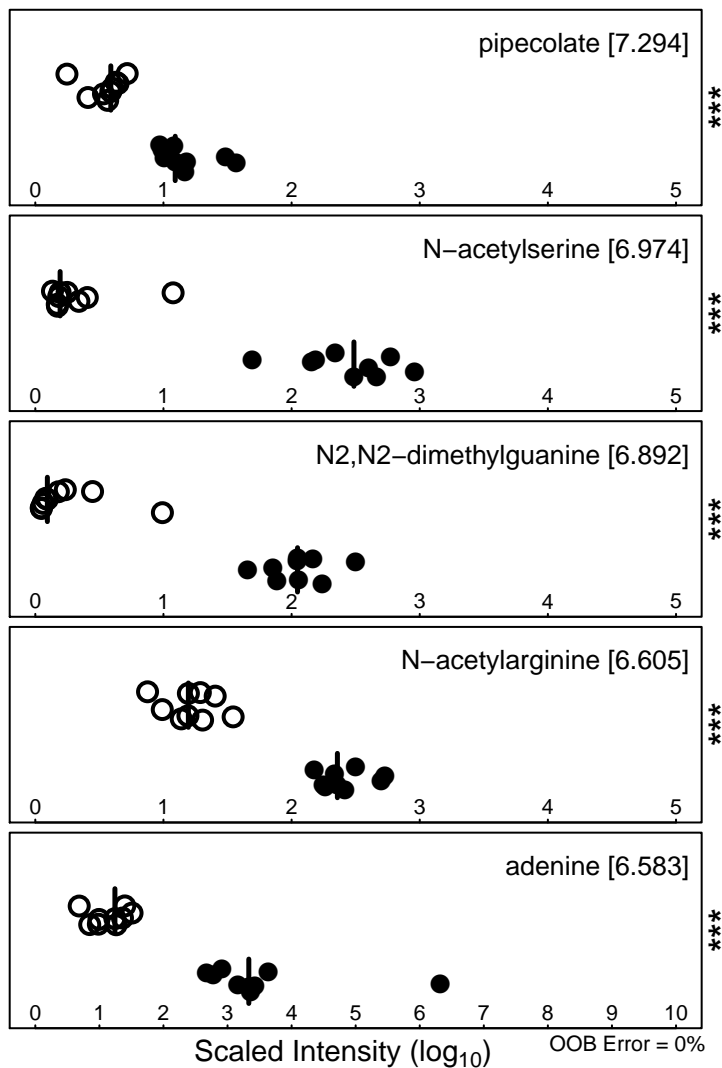 pipecolate [7.294]
***
0 1 2 3 4 5
N−acetylserine [6.974]
***
0 1 2 3 4 5
N2,N2−dimethylguanine [6.892]
***
0 1 2 3 4 5
N−acetylarginine [6.605]
***
0 1 2 3 4 5
adenine [6.583]
***
0 1 2 3 4 5 6 7 8 9 10
Scaled Intensity (log10)
OOB Error = 0%